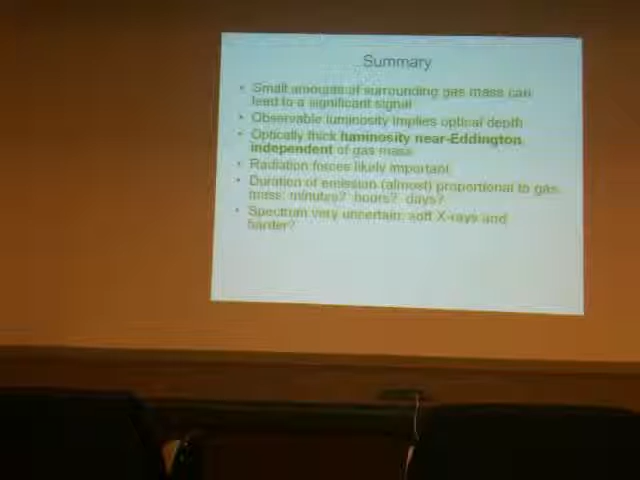 Summary
• Small amounts of surrounding gas mass can
lead to a significant signal
• Observable luminosity implies optical depth
• Optically thick luminosity near-Eddington,
independent of gas mass
• Radiation forces likely important
• Duration of emission (almost) proportional to gas
mass: minutes? hours? days?
• Spectrum very uncertain: soft X-rays and
harder?